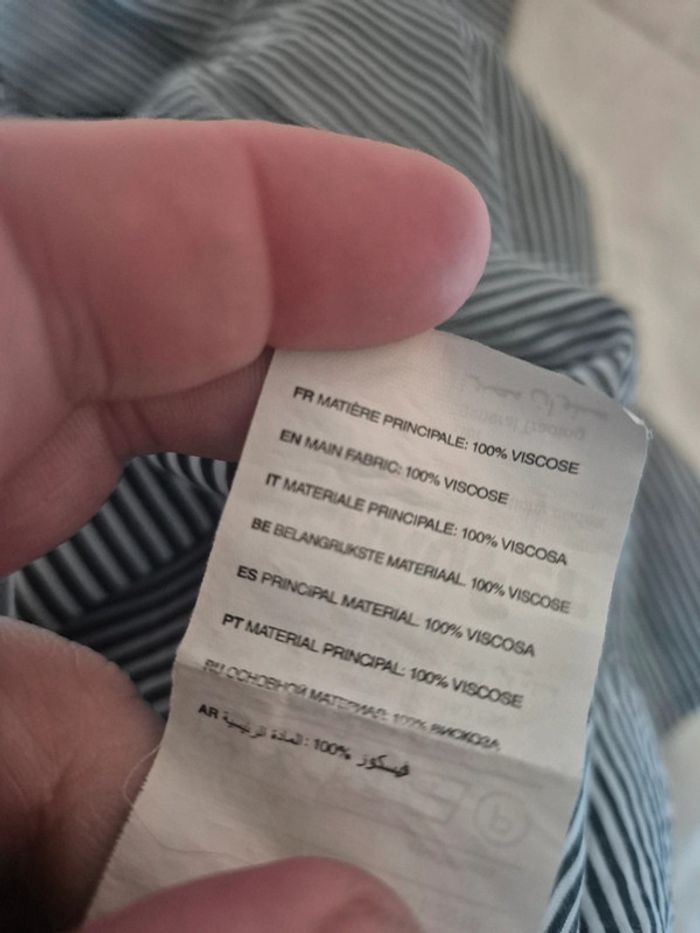 FR MATIÈRE PRINCIPALE: 100% VISCOSE
EN MAIN FABRIC: 100% VISCOSE
IT MATERIALE PRINCIPALE: 100% VISCOSA
BE BELANGRIJKSTE MATERIAAL 100% VISCOSE
ES PRINCIPAL MATERIAL 100% VISCOSA
PT MATERIAL PRINCIPAL: 100% VISCOSE
RU ОСНОВНОЙ МАТЕРИАЛ: 100% ВИСКОЗА
AR المادة الرئيسية: 100% فيسكوز